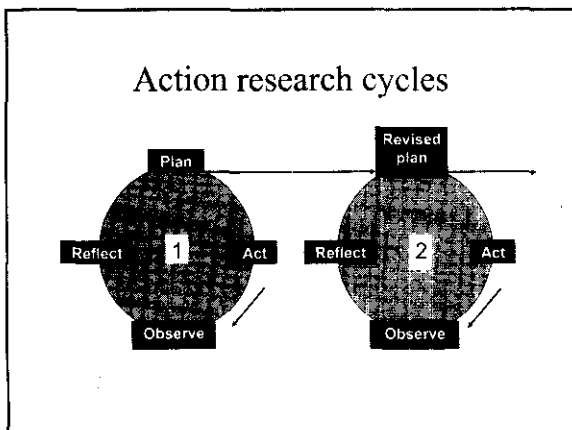 Action research cycles
Plan
Revised
plan
Reflect
1
Act
Reflect
2
Act
Observe
Observe